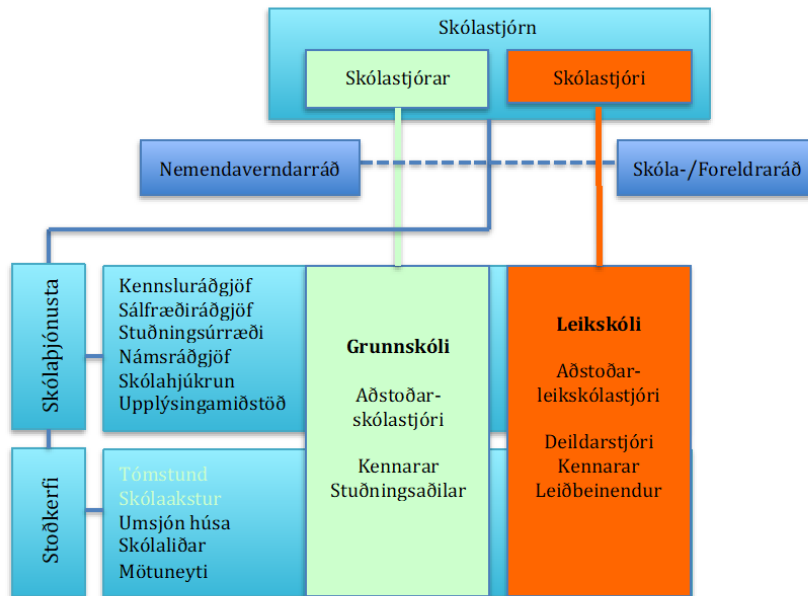 Skólastjórn
Skólastjórar
Skólastjóri
Nemendaverndarráð
Skóla-/Foreldraráð
Skólaþjónusta
Kennsluráðgjöf
Sálfræðiráðgjöf
Stuðningsúrræði
Námsráðgjöf
Skólahjúkrun
Upplýsingamiðstöð
Stoðkerfi
Tómstund
Skólaakstur
Umsjón húsa
Skólaliðar
Mötuneyti
Grunnskóli
Aðstoðar-
skólastjóri
Kennarar
Stuðningsaðilar
Leikskóli
Aðstoðar-
leikskólastjóri
Deildarstjóri
Kennarar
Leiðbeinendur